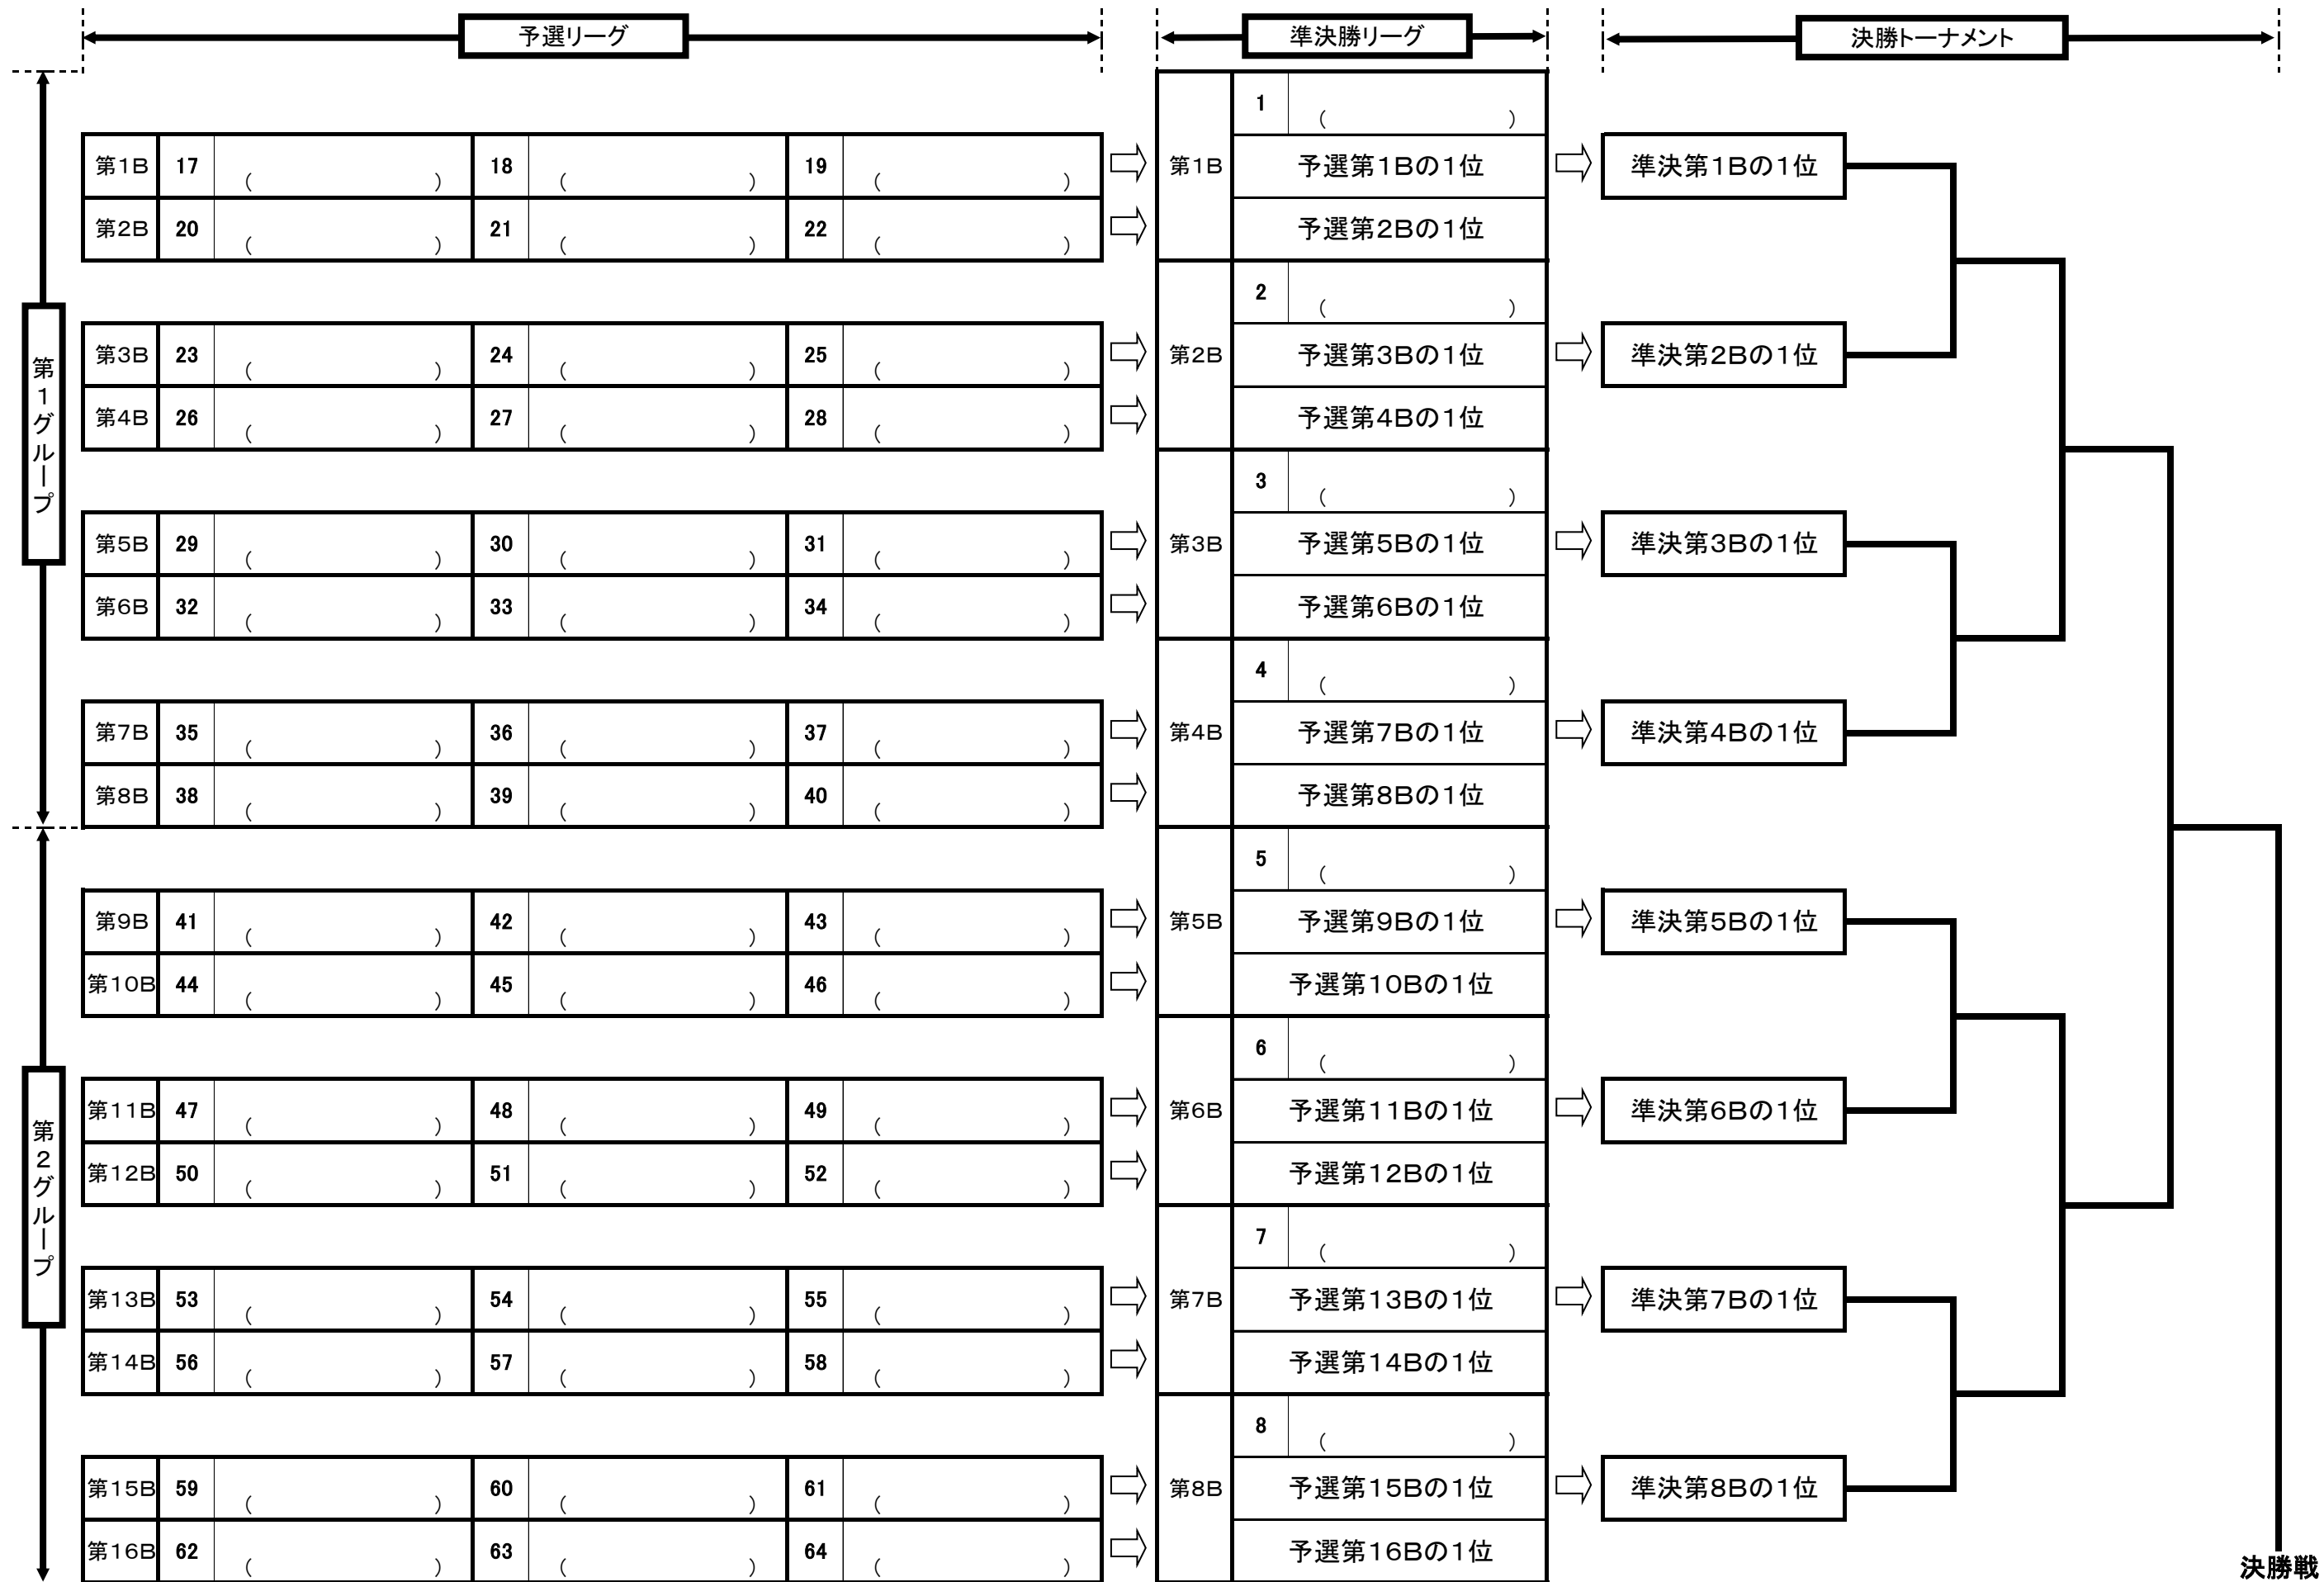 予選リーグ 準決勝リーグ 決勝トーナメント
1 ( )
第1B 17 ( ) 18 ( ) 19 ( ) 第1B 予選第1Bの1位 準決第1Bの1位
第2B 20 ( ) 21 ( ) 22 ( ) 予選第2Bの1位
2 ( )
第3B 23 ( ) 24 ( ) 25 ( ) 第2B 予選第3Bの1位 準決第2Bの1位
第4B 26 ( ) 27 ( ) 28 ( ) 予選第4Bの1位
第1グループ
3 ( )
第5B 29 ( ) 30 ( ) 31 ( ) 第3B 予選第5Bの1位 準決第3Bの1位
第6B 32 ( ) 33 ( ) 34 ( ) 予選第6Bの1位
4 ( )
第7B 35 ( ) 36 ( ) 37 ( ) 第4B 予選第7Bの1位 準決第4Bの1位
第8B 38 ( ) 39 ( ) 40 ( ) 予選第8Bの1位
5 ( )
第9B 41 ( ) 42 ( ) 43 ( ) 第5B 予選第9Bの1位 準決第5Bの1位
第10B 44 ( ) 45 ( ) 46 ( ) 予選第10Bの1位
6 ( )
第11B 47 ( ) 48 ( ) 49 ( ) 第6B 予選第11Bの1位 準決第6Bの1位
第12B 50 ( ) 51 ( ) 52 ( ) 予選第12Bの1位
第2グループ
7 ( )
第13B 53 ( ) 54 ( ) 55 ( ) 第7B 予選第13Bの1位 準決第7Bの1位
第14B 56 ( ) 57 ( ) 58 ( ) 予選第14Bの1位
8 ( )
第15B 59 ( ) 60 ( ) 61 ( ) 第8B 予選第15Bの1位 準決第8Bの1位
第16B 62 ( ) 63 ( ) 64 ( ) 予選第16Bの1位
決勝戦